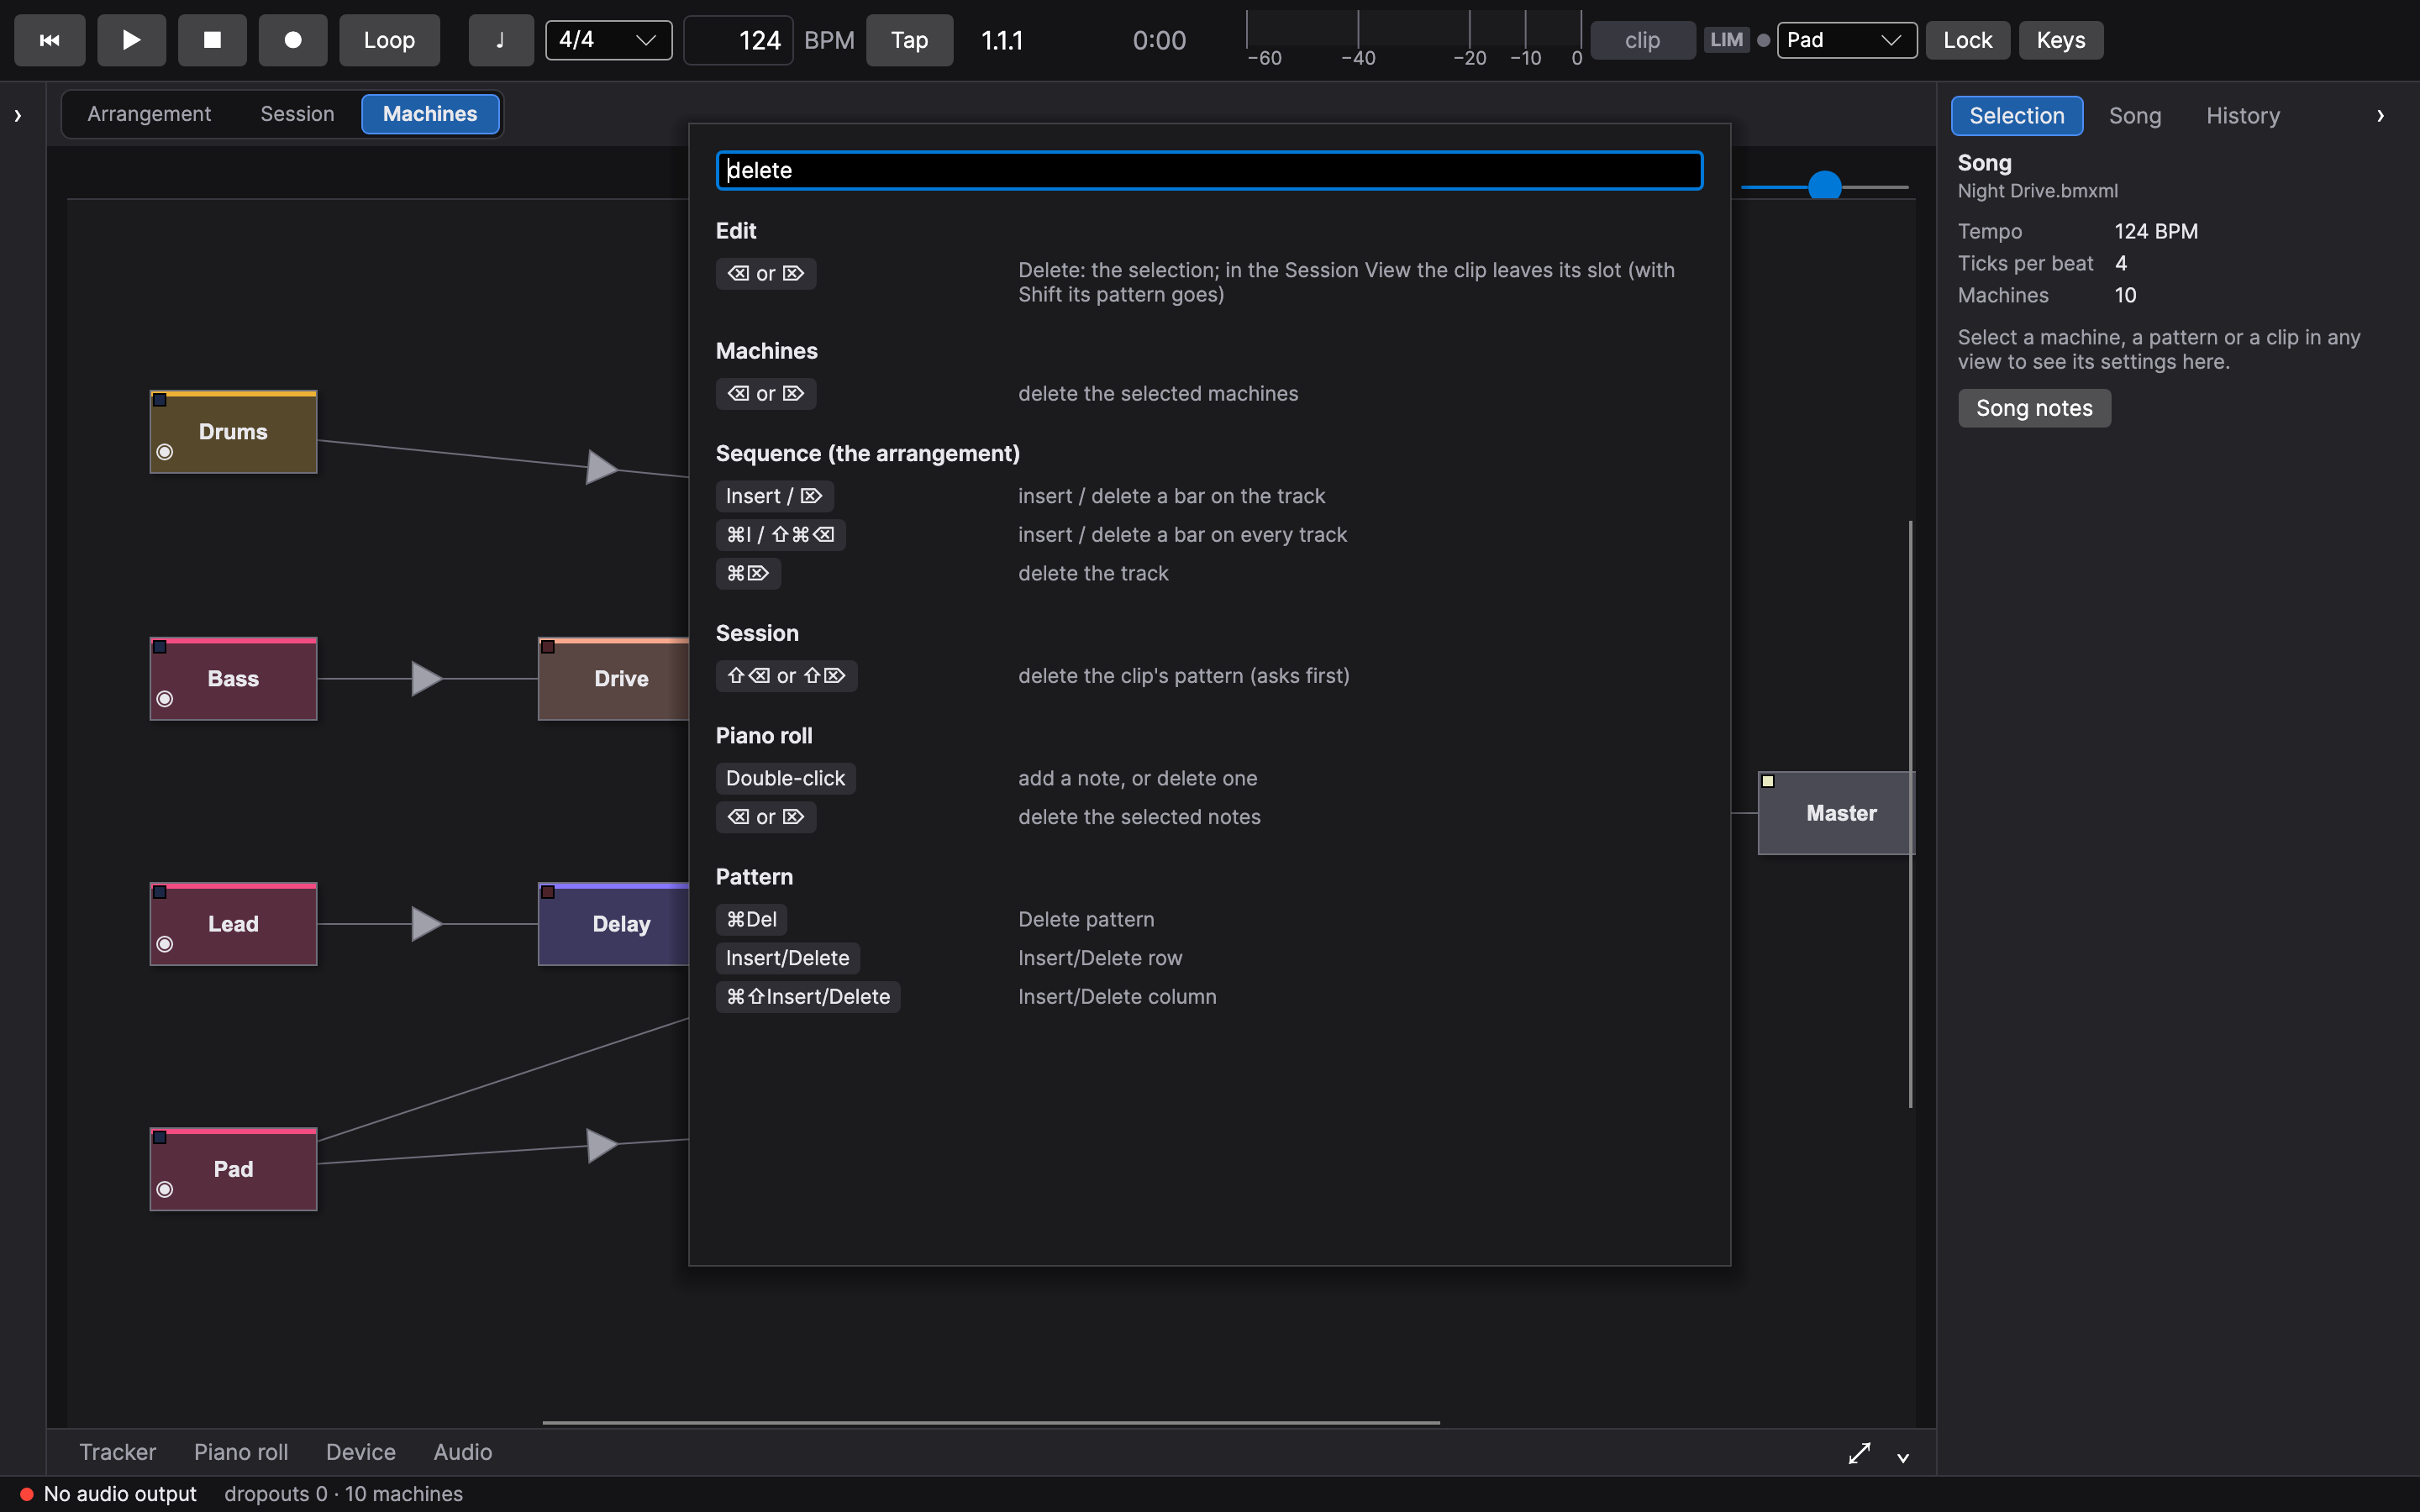 Loop
4/4
124 BPM
Tap
1.1.1
0:00
−60 −40 −20 −10 0
clip
LIM
Pad
Lock
Keys
Arrangement Session Machines
Selection Song History
delete
Song
Night Drive.bmxml
Tempo 124 BPM
Ticks per beat 4
Machines 10
Select a machine, a pattern or a clip in any
view to see its settings here.
Song notes
Edit
⌫ or ⌦ Delete: the selection; in the Session View the clip leaves its slot (with
Shift its pattern goes)
Machines
⌫ or ⌦ delete the selected machines
Sequence (the arrangement)
Insert / ⌦ insert / delete a bar on the track
⌘I / ⇧⌘⌫ insert / delete a bar on every track
⌘⌦ delete the track
Session
⇧⌫ or ⇧⌦ delete the clip's pattern (asks first)
Piano roll
Double-click add a note, or delete one
⌫ or ⌦ delete the selected notes
Pattern
⌘Del Delete pattern
Insert/Delete Insert/Delete row
⌘⇧Insert/Delete Insert/Delete column
Drums
Bass
Drive
Lead
Delay
Pad
Master
Tracker Piano roll Device Audio
No audio output dropouts 0 · 10 machines